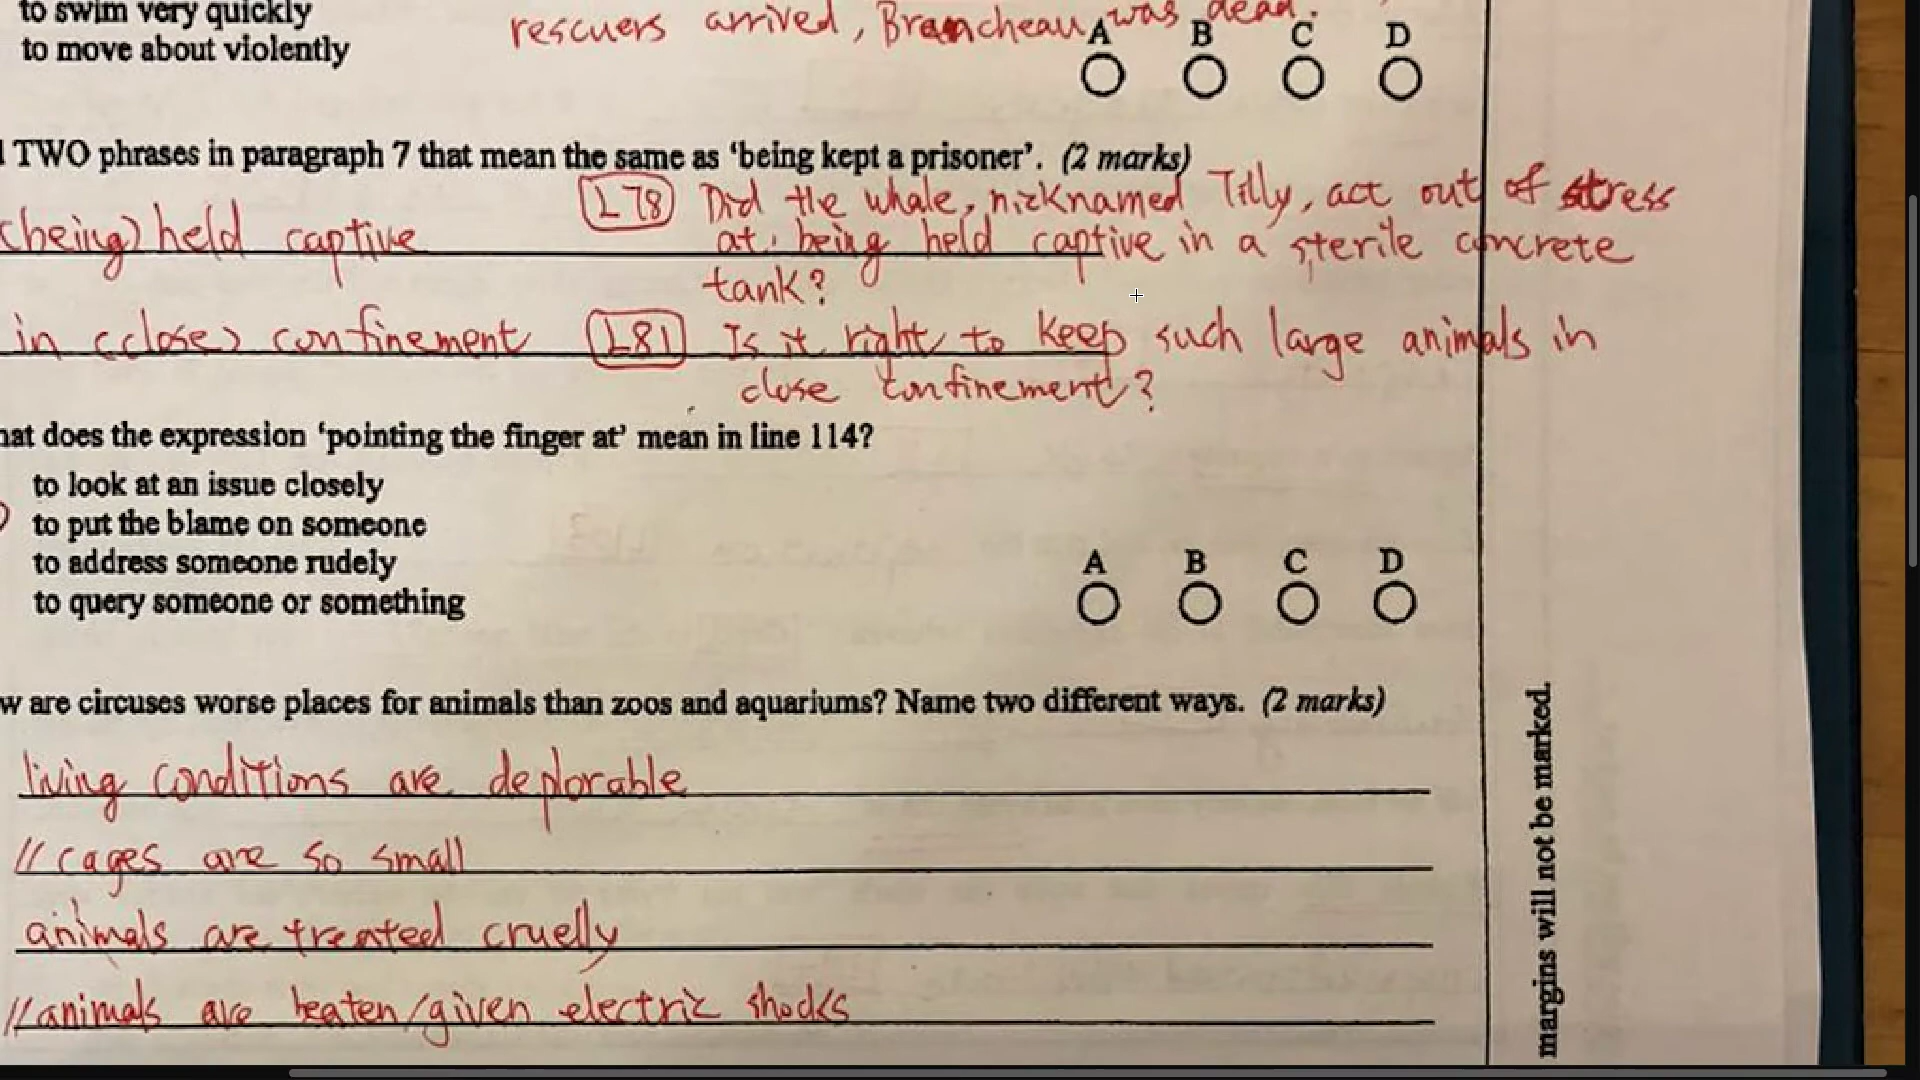 to swim very quickly
rescuers arrived, Brancheau was dead.
to move about violently
A B C D
TWO phrases in paragraph 7 that mean the same as ‘being kept a prisoner’. (2 marks)
(being) held captive
L78 Did the whale, nicknamed Tilly, act out of stress
at being held captive in a sterile concrete
tank?
in (close) confinement
L81 Is it right to keep such large animals in
close confinement?
hat does the expression ‘pointing the finger at’ mean in line 114?
to look at an issue closely
to put the blame on someone
to address someone rudely
to query someone or something
A B C D
w are circuses worse places for animals than zoos and aquariums? Name two different ways. (2 marks)
living conditions are deplorable
// cages are so small
animals are treated cruelly
// animals are beaten/given electric shocks
margins will not be marked.